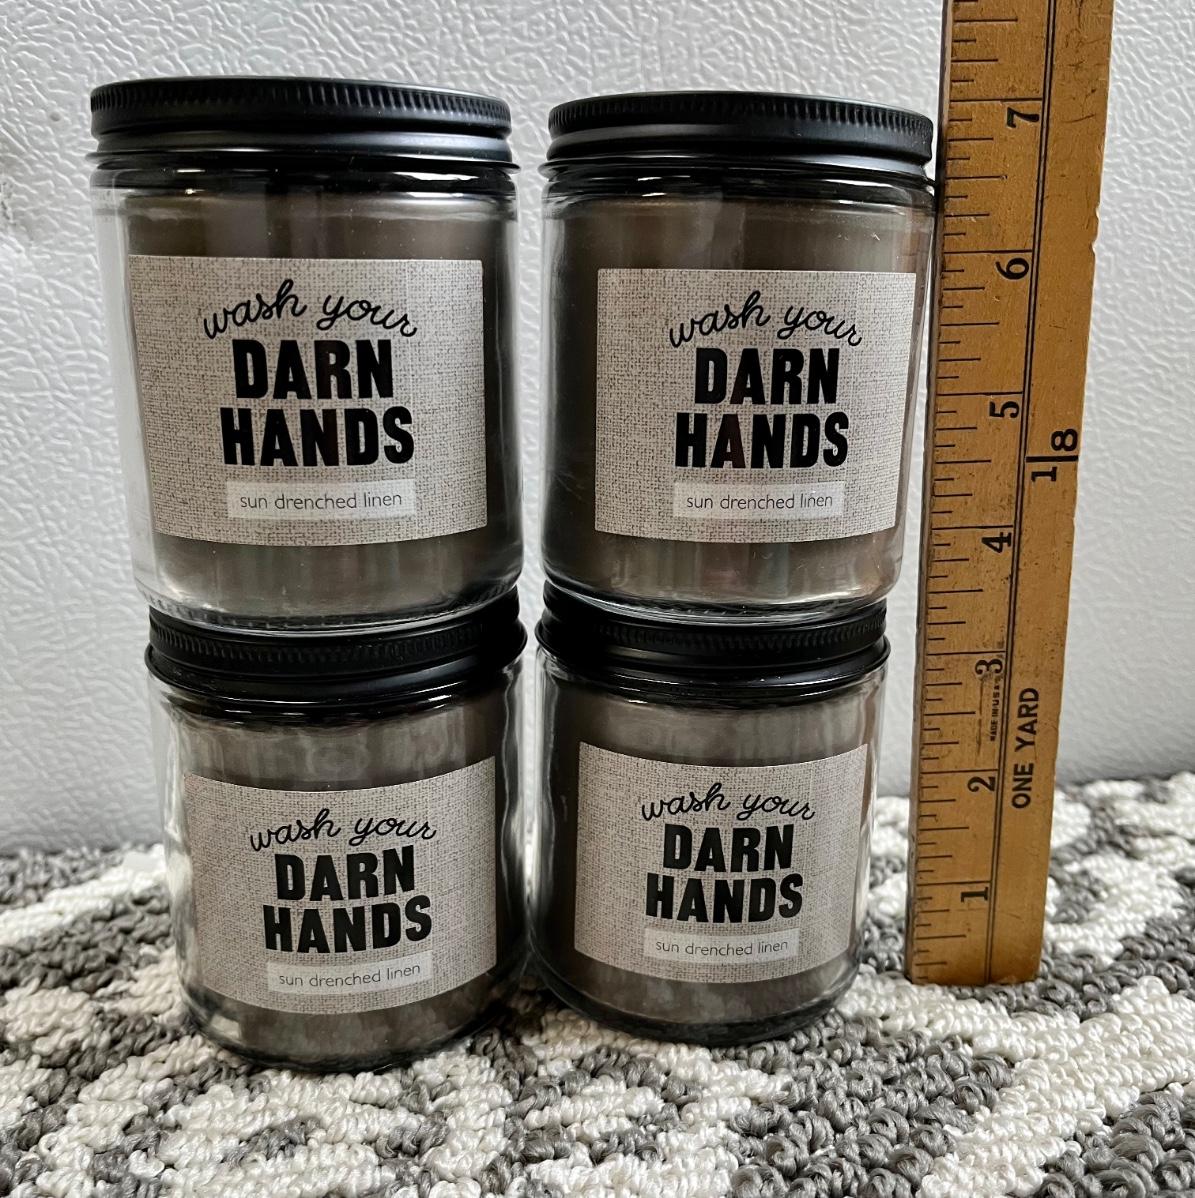 wash your
DARN
HANDS
sun drenched linen
wash your
DARN
HANDS
sun drenched linen
wash your
DARN
HANDS
sun drenched linen
wash your
DARN
HANDS
sun drenched linen
7
6
5
1|8
4
3
MADE IN U.S.A.
ONE YARD
2
1